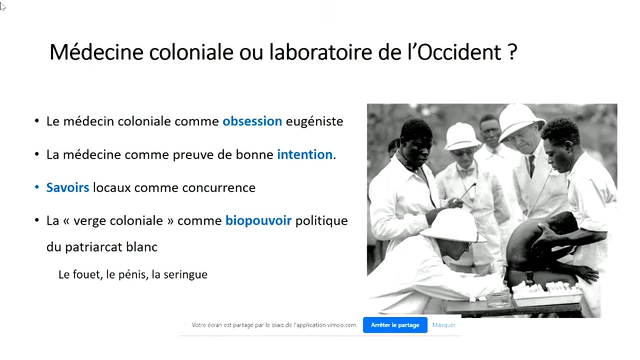 Médecine coloniale ou laboratoire de l'Occident ?
• Le médecin coloniale comme obsession eugéniste
• La médecine comme preuve de bonne intention.
• Savoirs locaux comme concurrence
• La « verge coloniale » comme biopouvoir politique
du patriarcat blanc
Le fouet, le pénis, la seringue
Votre écran est partagé par le biais de l'application vimeo.com. Arrêter le partage Masquer